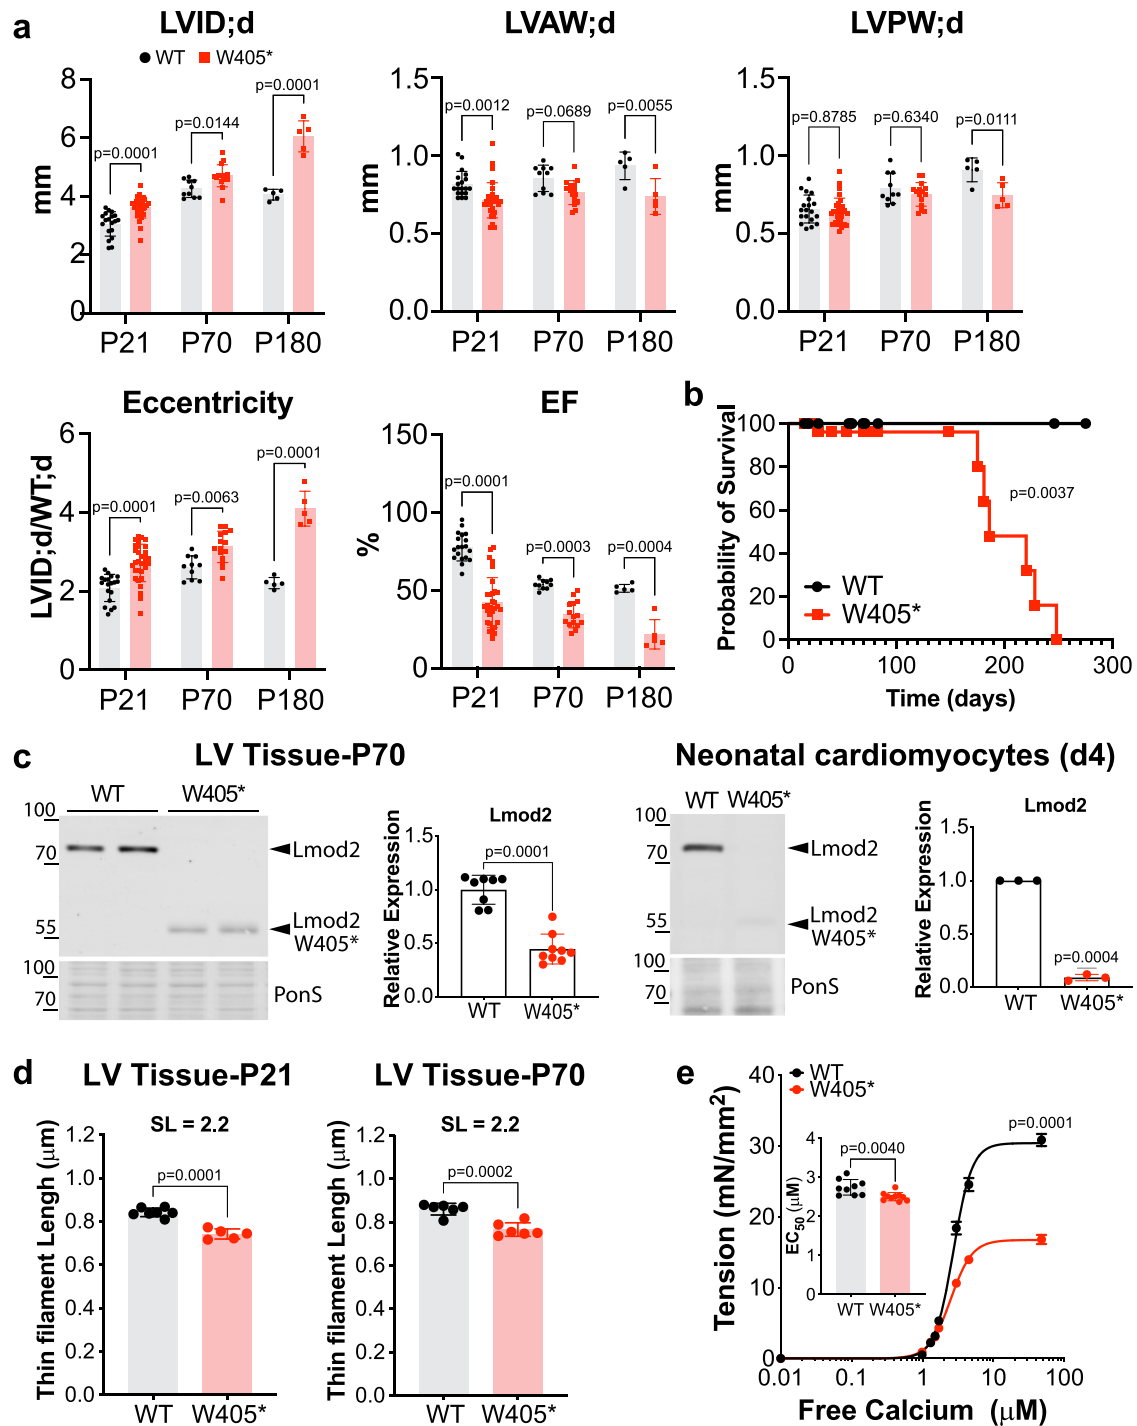 a
LVID;d
LVAW;d
LVPW;d
WT W405*
8
6
4
2
0
mm
p=0.0001
p=0.0144
p=0.0001
P21 P70 P180
1.5
1.0
0.5
0.0
mm
p=0.0012
p=0.0689
p=0.0055
P21 P70 P180
1.5
1.0
0.5
0.0
mm
p=0.8785
p=0.6340
p=0.0111
P21 P70 P180
Eccentricity
6
4
2
0
LVID;d/WT;d
p=0.0001
p=0.0063
p=0.0001
P21 P70 P180
EF
150
100
50
0
%
p=0.0001
p=0.0003
p=0.0004
P21 P70 P180
b
Probability of Survival
100
80
60
40
20
0
p=0.0037
WT
W405*
0 100 200 300
Time (days)
c
LV Tissue-P70
WT W405*
100
70
55
Lmod2
Lmod2
W405*
100
70
PonS
Lmod2
Relative Expression
1.5
1.0
0.5
0.0
p=0.0001
WT W405*
Neonatal cardiomyocytes (d4)
WT W405*
100
70
55
Lmod2
Lmod2
W405*
100
70
PonS
Lmod2
Relative Expression
1.5
1.0
0.5
0.0
p=0.0004
WT W405*
d
LV Tissue-P21
SL = 2.2
Thin filament Lengh (μm)
1.2
1.0
0.8
0.6
0.4
0.2
0.0
p=0.0001
WT W405*
LV Tissue-P70
SL = 2.2
Thin filament Lengh (μm)
1.2
1.0
0.8
0.6
0.4
0.2
0.0
p=0.0002
WT W405*
e
WT
W405*
Tension (mN/mm²)
40
30
20
10
0
p=0.0001
EC50 (μM)
4
3
2
1
0
p=0.0040
WT W405*
0.01 0.1 1 10 100
Free Calcium (μM)